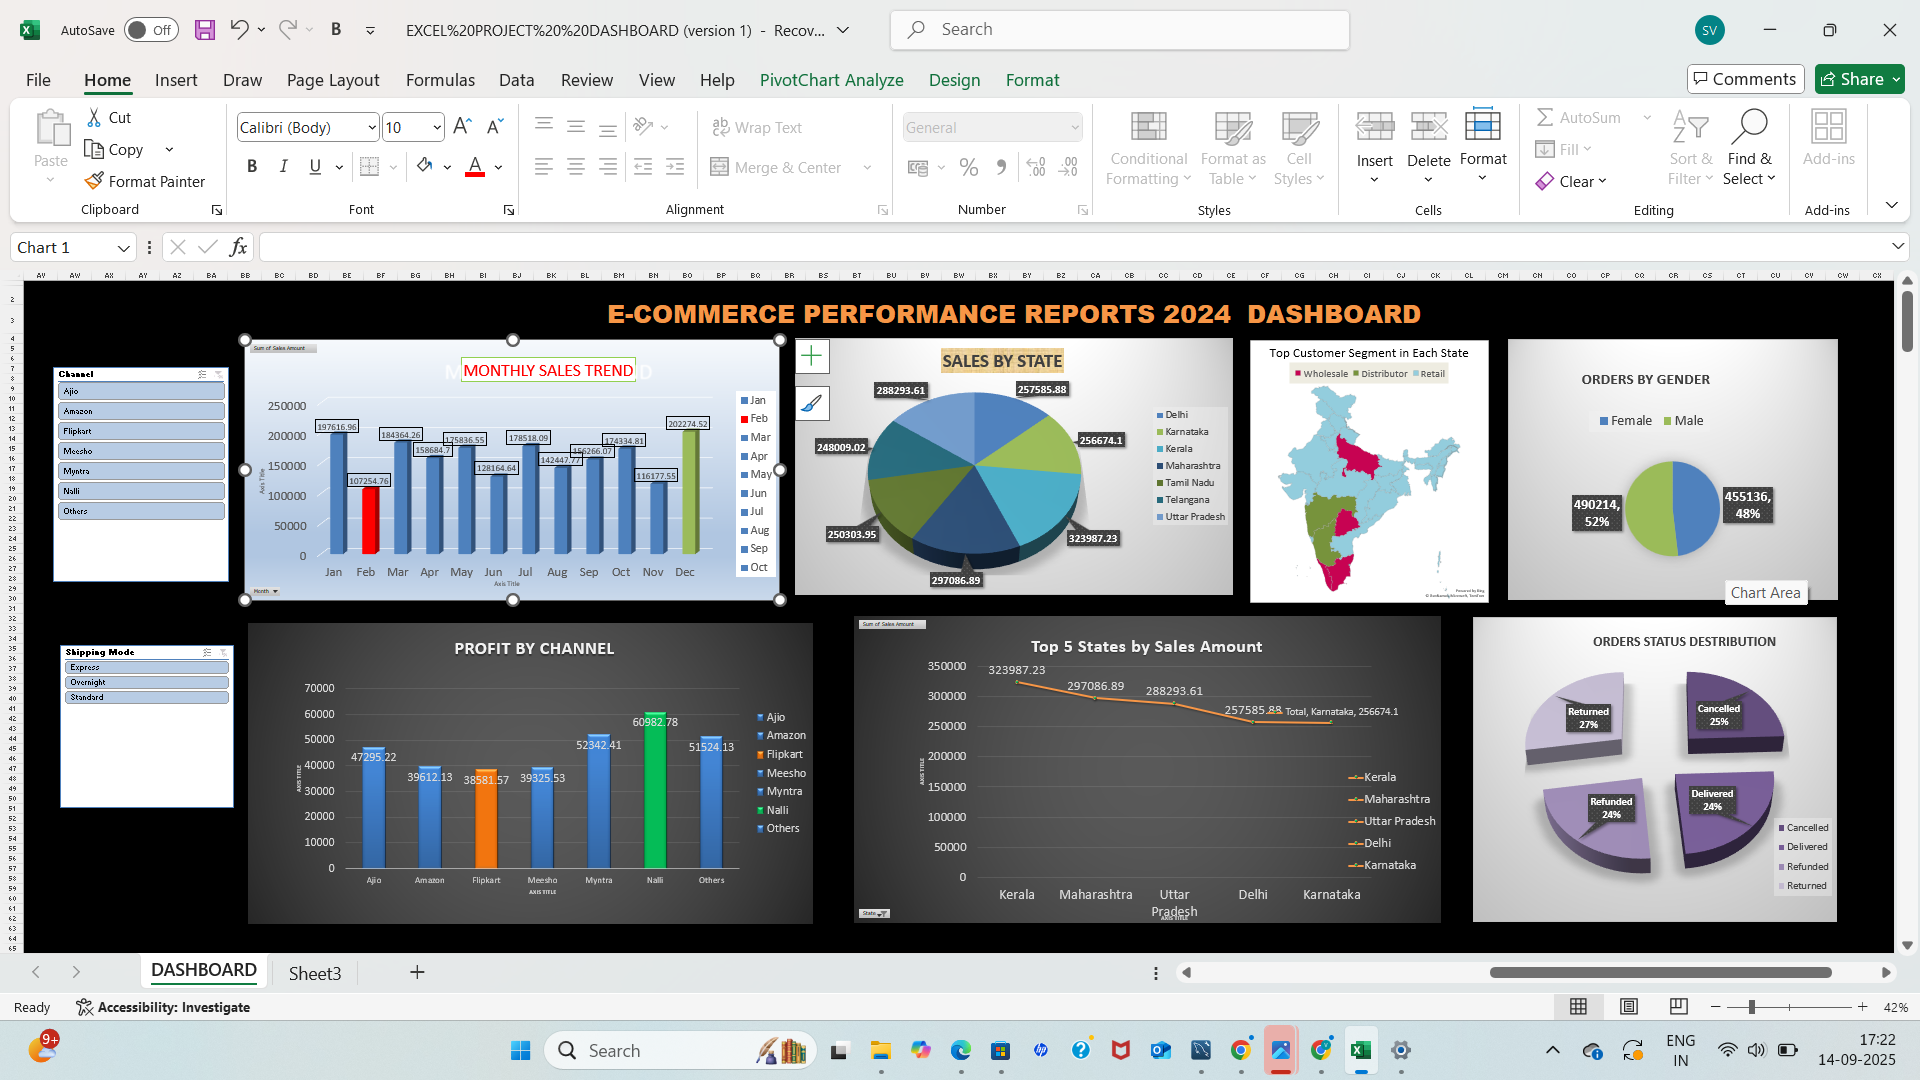 AutoSave Off B EXCEL%20PROJECT%20%20DASHBOARD (version 1) - Recov... Search SV
File Home Insert Draw Page Layout Formulas Data Review View Help PivotChart Analyze Design Format Comments Share
Paste Cut Copy Format Painter
Calibri (Body) 10 B I U
Wrap Text Merge & Center
General
Conditional Formatting Format as Table Cell Styles
Insert Delete Format
AutoSum Fill Clear Sort & Filter Find & Select
Add-ins
Clipboard Font Alignment Number Styles Cells Editing Add-ins
Chart 1 fx
E-COMMERCE PERFORMANCE REPORTS 2024 DASHBOARD
Channel
Ajio
Amazon
Flipkart
Meesho
Myntra
Nalli
Others
Sum of Sales Amount
MONTHLY SALES TREND
250000
200000
150000
100000
50000
0
197616.96
107254.76
184364.26
158684.7
175836.55
128164.64
178518.09
142447.77
156266.07
174334.81
116177.55
202274.52
Jan Feb Mar Apr May Jun Jul Aug Sep Oct Nov Dec
Axis Title
Axis Title
Month
Jan
Feb
Mar
Apr
May
Jun
Jul
Aug
Sep
Oct
SALES BY STATE
288293.61
257585.88
248009.02
256674.1
250303.95
323987.23
297086.89
Delhi
Karnataka
Kerala
Maharashtra
Tamil Nadu
Telangana
Uttar Pradesh
Top Customer Segment in Each State
Wholesale Distributor Retail
Powered by Bing
ORDERS BY GENDER
Female Male
490214, 52%
455136, 48%
Chart Area
Shipping Mode
Express
Overnight
Standard
PROFIT BY CHANNEL
70000
60000
50000
40000
30000
20000
10000
0
47295.22
39612.13
38581.57
39325.53
52342.41
60982.78
51524.13
Ajio Amazon Flipkart Meesho Myntra Nalli Others
AXIS TITLE
AXIS TITLE
Ajio
Amazon
Flipkart
Meesho
Myntra
Nalli
Others
Sum of Sales Amount
Top 5 States by Sales Amount
350000
300000
250000
200000
150000
100000
50000
0
323987.23
297086.89
288293.61
257585.88
Total, Karnataka, 256674.1
Kerala Maharashtra Uttar Pradesh Delhi Karnataka
AXIS TITLE
AXIS TITLE
State
Kerala
Maharashtra
Uttar Pradesh
Delhi
Karnataka
ORDERS STATUS DESTRIBUTION
Returned 27%
Cancelled 25%
Refunded 24%
Delivered 24%
Cancelled
Delivered
Refunded
Returned
DASHBOARD Sheet3
Ready Accessibility: Investigate 42%
9+ Search ENG IN 17:22 14-09-2025